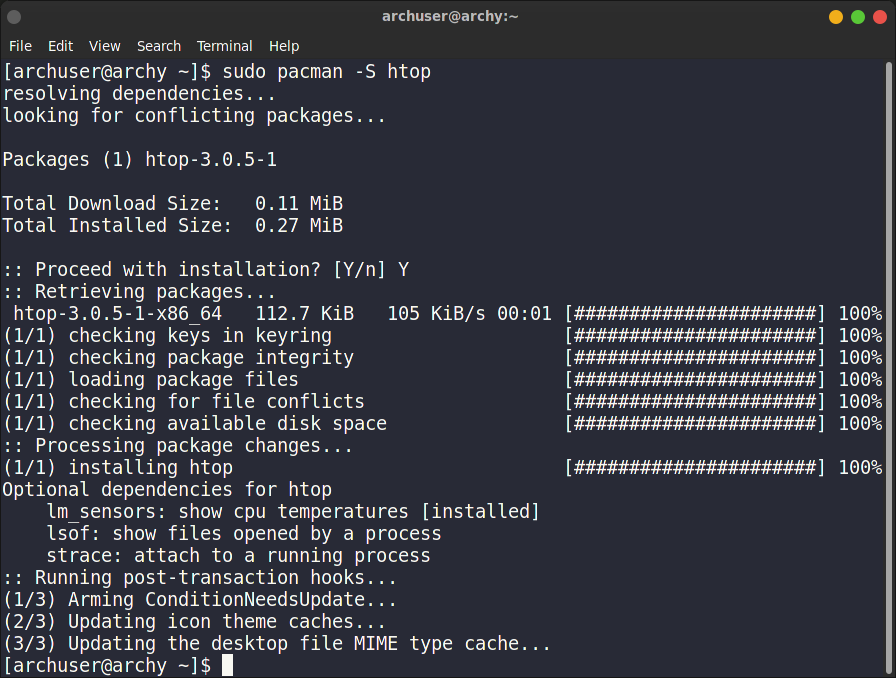 archuser@archy:~
File Edit View Search Terminal Help
[archuser@archy ~]$ sudo pacman -S htop
resolving dependencies...
looking for conflicting packages...

Packages (1) htop-3.0.5-1

Total Download Size:   0.11 MiB
Total Installed Size:  0.27 MiB

:: Proceed with installation? [Y/n] Y
:: Retrieving packages...
 htop-3.0.5-1-x86_64   112.7 KiB   105 KiB/s 00:01 [######################] 100%
(1/1) checking keys in keyring                     [######################] 100%
(1/1) checking package integrity                   [######################] 100%
(1/1) loading package files                        [######################] 100%
(1/1) checking for file conflicts                  [######################] 100%
(1/1) checking available disk space                [######################] 100%
:: Processing package changes...
(1/1) installing htop                              [######################] 100%
Optional dependencies for htop
    lm_sensors: show cpu temperatures [installed]
    lsof: show files opened by a process
    strace: attach to a running process
:: Running post-transaction hooks...
(1/3) Arming ConditionNeedsUpdate...
(2/3) Updating icon theme caches...
(3/3) Updating the desktop file MIME type cache...
[archuser@archy ~]$